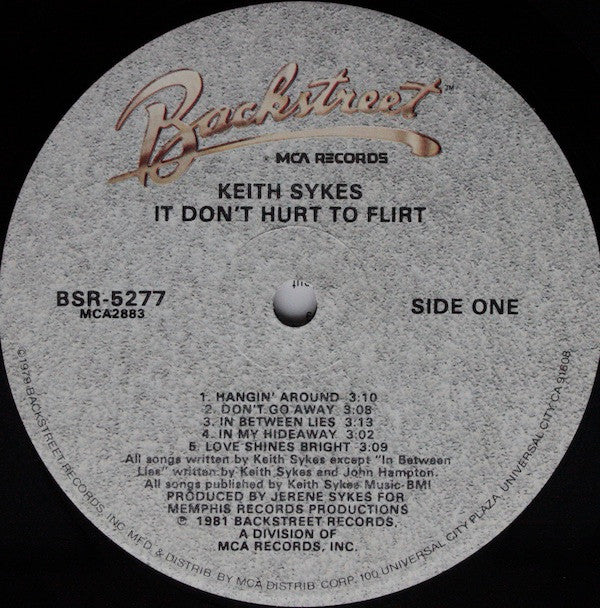 Backstreet™
• MCA RECORDS
KEITH SYKES
IT DON'T HURT TO FLIRT
BSR-5277
MCA2883
SIDE ONE
1. HANGIN' AROUND 3:10
2. DON'T GO AWAY 3:08
3. IN BETWEEN LIES 3:13
4. IN MY HIDEAWAY 3:02
5. LOVE SHINES BRIGHT 3:09
All songs written by Keith Sykes except "In Between
Lies" written by Keith Sykes and John Hampton.
All songs published by Keith Sykes Music-BMI
PRODUCED BY JERENE SYKES FOR
MEMPHIS RECORDS PRODUCTIONS
℗ 1981 BACKSTREET RECORDS,
A DIVISION OF
MCA RECORDS, INC.
©1979 BACKSTREET RECORDS, INC. MFD. & DISTRIB. BY MCA DISTRIB. CORP. 100 UNIVERSAL CITY PLAZA, UNIVERSAL CITY, CA 91608